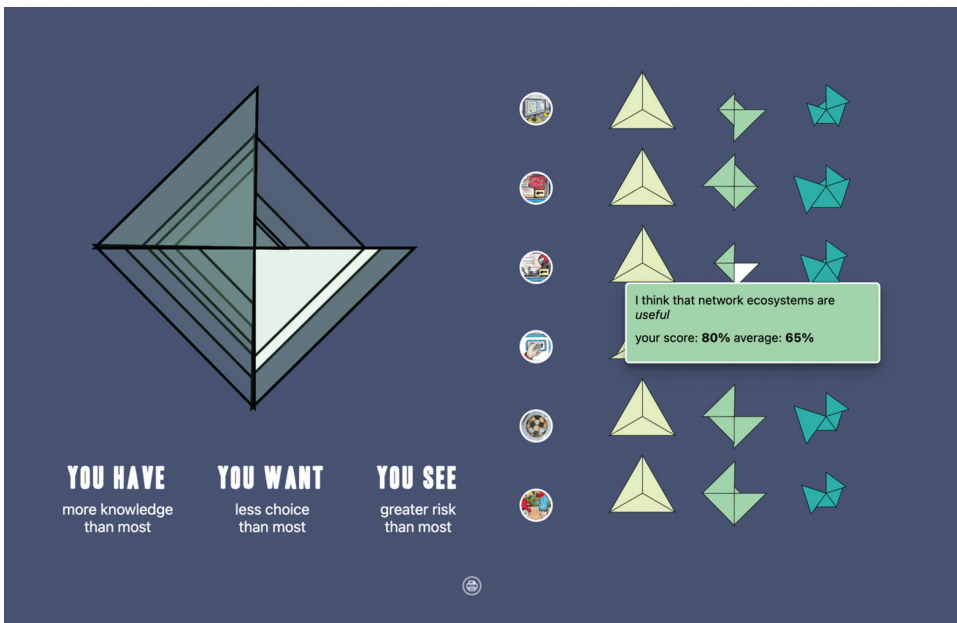 YOU HAVE
more knowledge
than most
YOU WANT
less choice
than most
YOU SEE
greater risk
than most
I think that network ecosystems are
useful
your score: 80% average: 65%